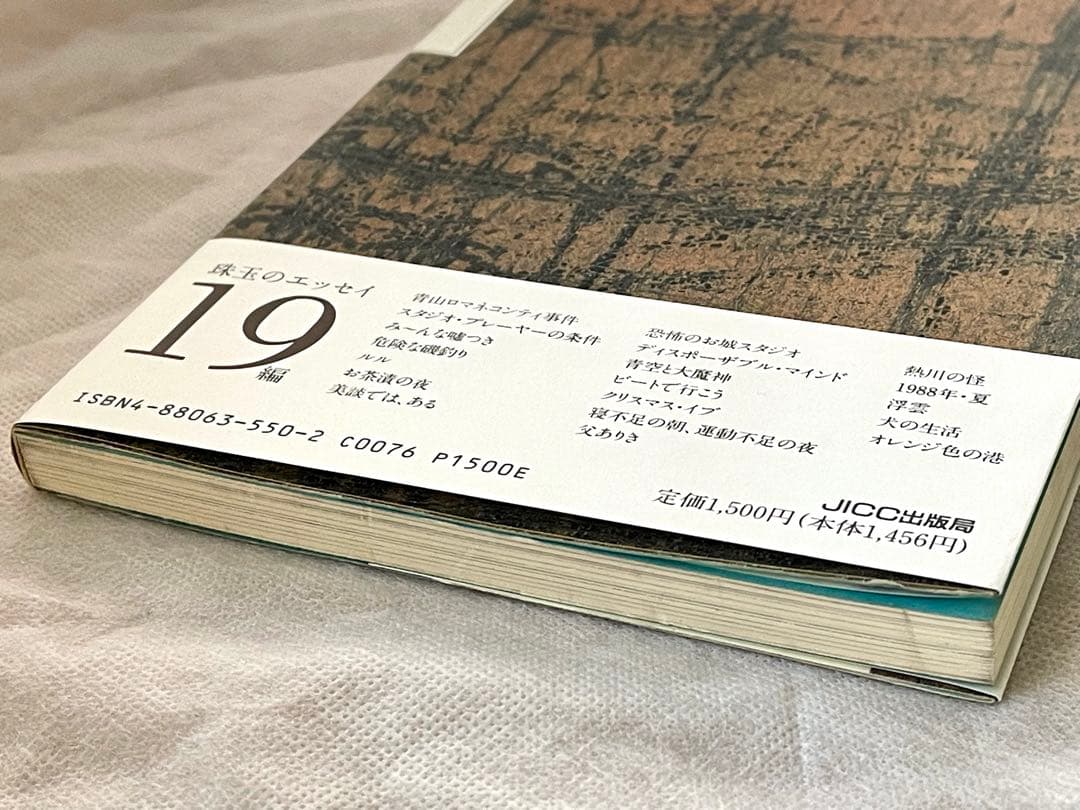 珠玉のエッセイ
19編
青山ロマネコンティ事件
スタジオ・プレーヤーの条件
み〜んな嘘つき
危険な磯釣り
ルル
お茶漬の夜
美談では、ある
恐怖のお城スタジオ
ディスポーザブル・マインド
青空と大魔神
ビートで行こう
クリスマス・イブ
寝不足の朝、運動不足の夜
父ありき
熱川の怪
1988年・夏
浮雲
犬の生活
オレンジ色の港
ISBN4-88063-550-2 C0076 P1500E
JICC出版局
定価1,500円(本体1,456円)